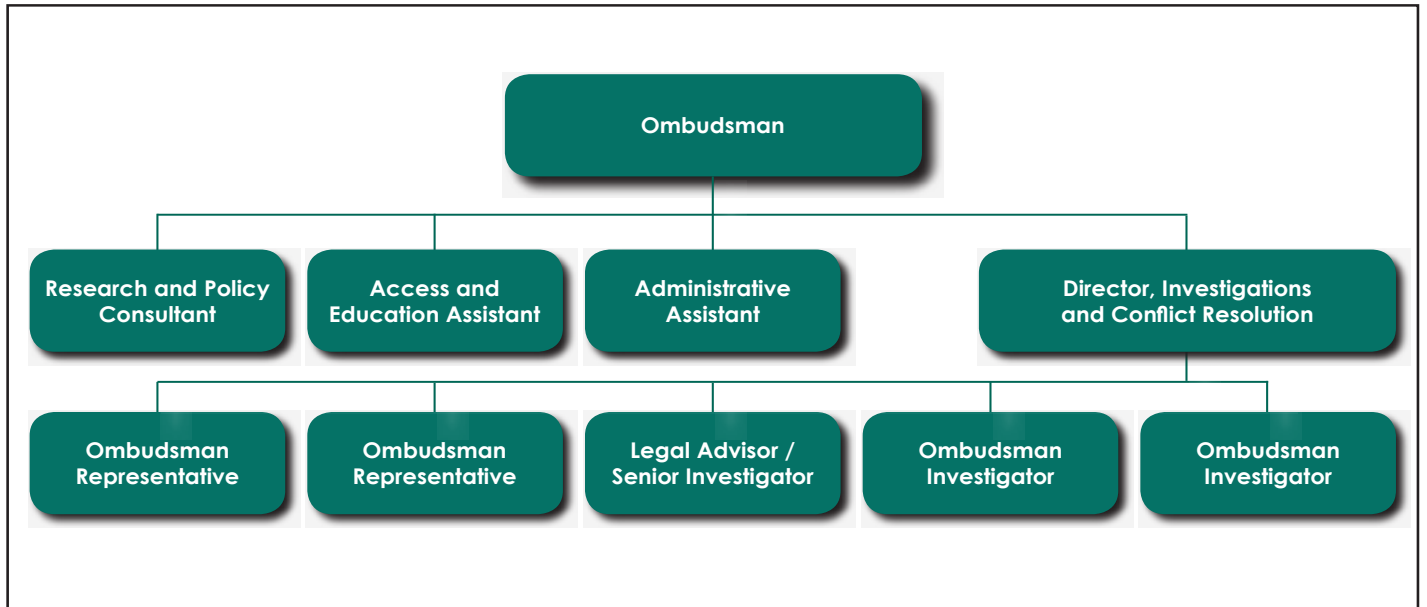 Ombudsman
Research and Policy
Consultant
Access and
Education Assistant
Administrative
Assistant
Director, Investigations
and Conflict Resolution
Ombudsman
Representative
Ombudsman
Representative
Legal Advisor /
Senior Investigator
Ombudsman
Investigator
Ombudsman
Investigator